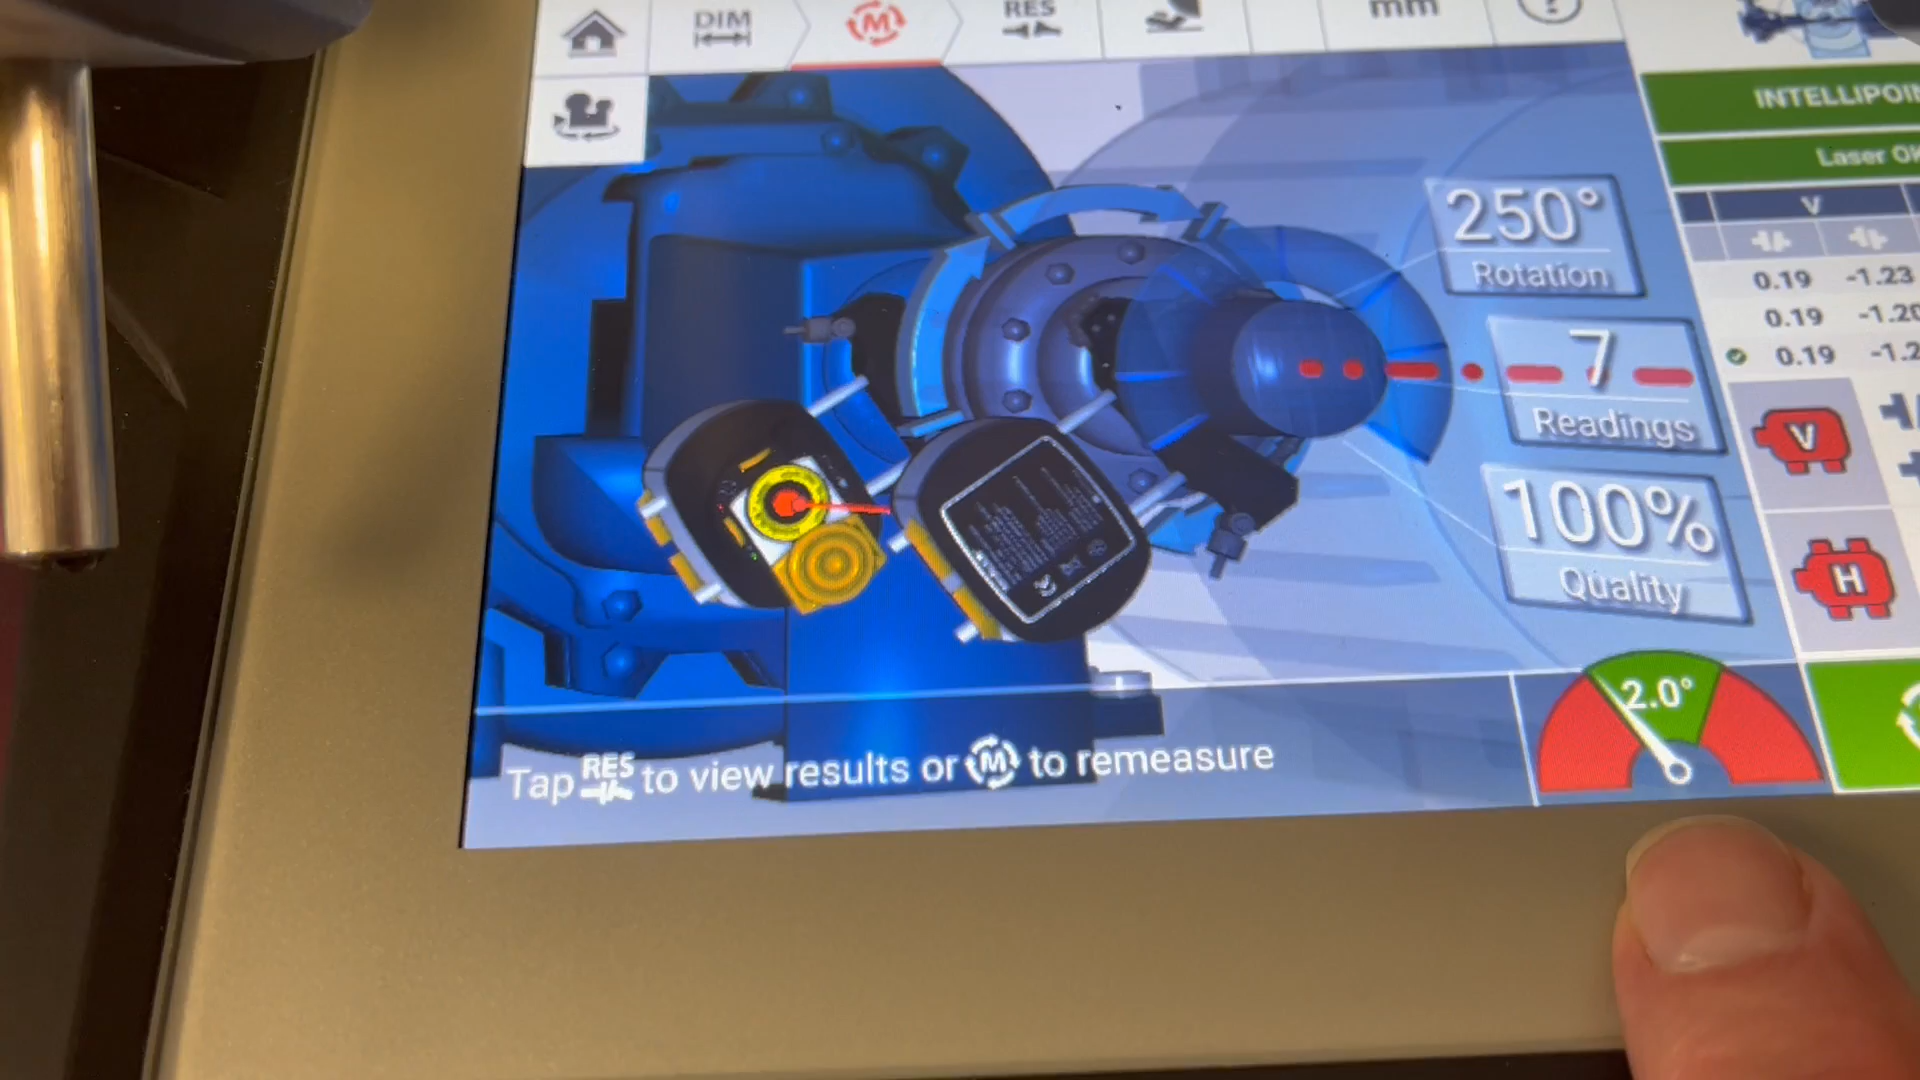 DIM
M
RES
mm
?
INTELLIPOIN
Laser OK
V
250°
Rotation
0.19 -1.23
0.19 -1.20
0.19 -1.2
7
Readings
V
100%
Quality
H
2.0°
Tap RES to view results or M to remeasure